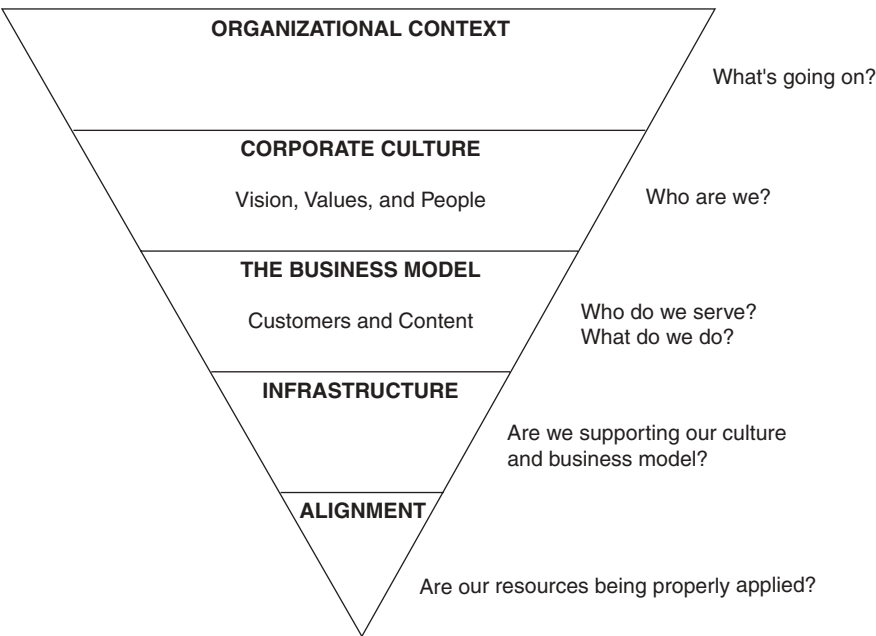 ORGANIZATIONAL CONTEXT
What's going on?
CORPORATE CULTURE
Vision, Values, and People
Who are we?
THE BUSINESS MODEL
Customers and Content
Who do we serve?
What do we do?
INFRASTRUCTURE
Are we supporting our culture
and business model?
ALIGNMENT
Are our resources being properly applied?